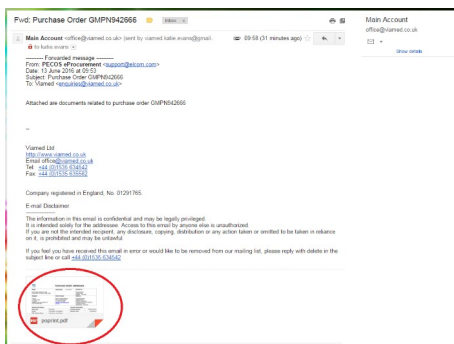 Fwd: Purchase Order GMPN942666
Inbox x
Main Account <office@viamed.co.uk> (sent by viamed.katie.evans@gmail.
09:58 (31 minutes ago)
to katie.evans
---------- Forwarded message ----------
From: PECOS eProcurement <support@elcom.com>
Date: 13 June 2016 at 09:53
Subject: Purchase Order GMPN942666
To: Viamed <enquiries@viamed.co.uk>
Attached are documents related to purchase order GMPN942666
--
Viamed Ltd
http://www.viamed.co.uk
Email office@viamed.co.uk
Tel: +44 (0)1535 634542
Fax: +44 (0)1535 635582
Company registered in England, No. 01291765.
E-mail Disclaimer
The information in this email is confidential and may be legally privileged.
It is intended solely for the addressee. Access to this email by anyone else is unauthorized.
If you are not the intended recipient, any disclosure, copying, distribution or any action taken or omitted to be taken in reliance
on it, is prohibited and may be unlawful.
If you feel you have received this email in error or would like to be removed from our mailing list, please reply with delete in the
subject line or call +44 (0)1535 634542
poprint.pdf
Main Account
office@viamed.co.uk
Show details